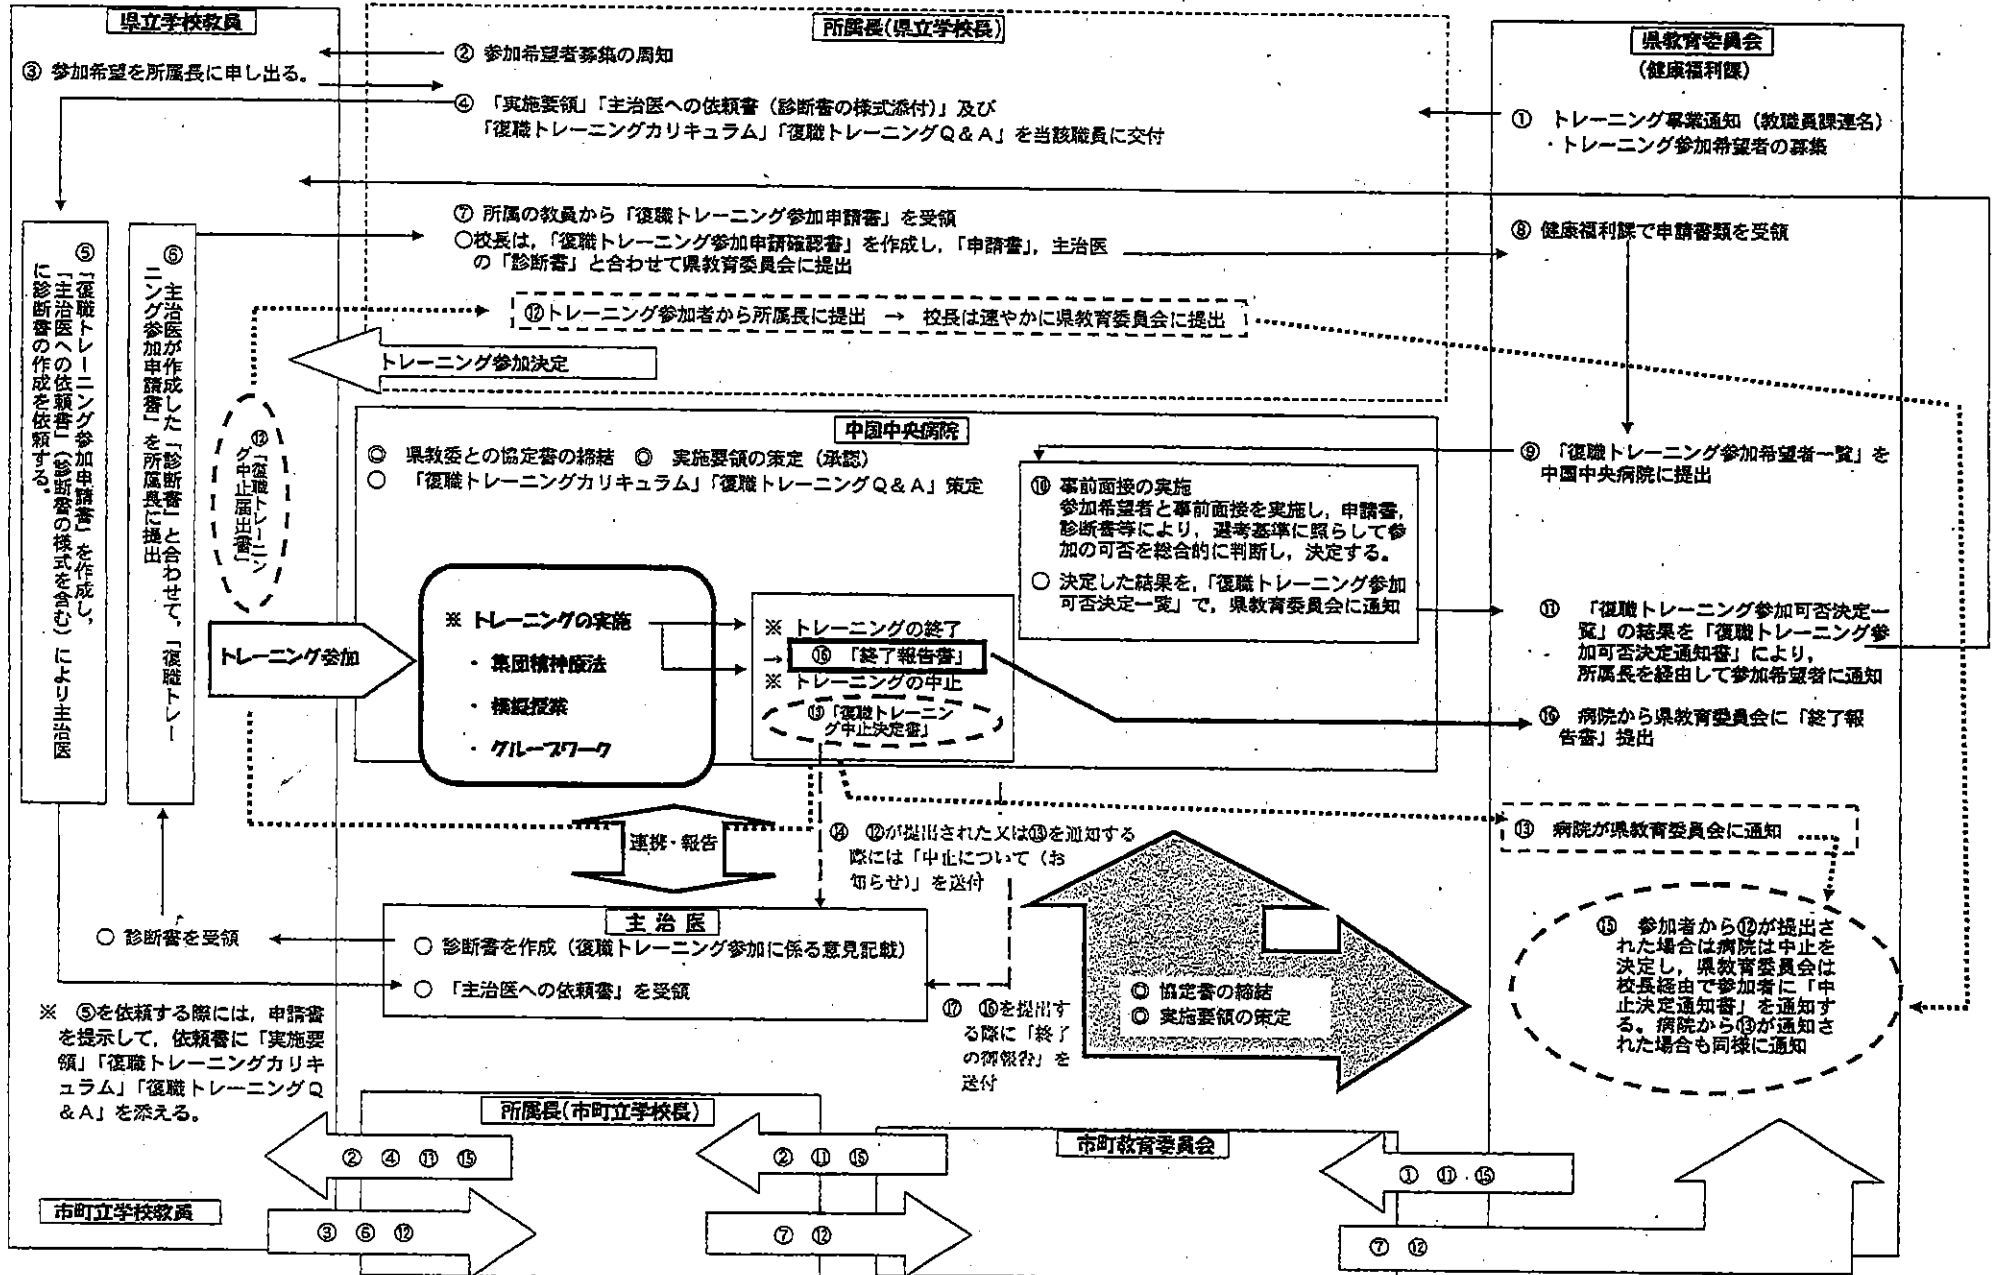 県立学校教員
③ 参加希望を所属長に申し出る。
所属長(県立学校長)
② 参加希望者募集の周知
④ 「実施要領」「主治医への依頼書（診断書の様式添付）」及び
「復職トレーニングカリキュラム」「復職トレーニングＱ＆Ａ」を当該職員に交付
県教育委員会
(健康福利課)
① トレーニング事業通知（教職員課連名）
・トレーニング参加希望者の募集
⑦ 所属の教員から「復職トレーニング参加申請書」を受領
○校長は，「復職トレーニング参加申請確認書」を作成し，「申請書」，主治医
の「診断書」と合わせて県教育委員会に提出
⑧ 健康福利課で申請書類を受領
⑫トレーニング参加者から所属長に提出 → 校長は速やかに県教育委員会に提出
トレーニング参加決定
⑤「復職トレーニング参加申請書」を作成し，
「主治医への依頼書」（診断書の様式を含む）により主治医
に診断書の作成を依頼する。
⑥ 主治医が作成した「診断書」と合わせて，「復職トレー
ニング参加申請書」を所属長に提出
⑫「復職トレーニン
グ中止届出書」
中国中央病院
◎ 県教委との協定書の締結 ◎ 実施要領の策定（承認）
○ 「復職トレーニングカリキュラム」「復職トレーニングＱ＆Ａ」策定
⑨ 「復職トレーニング参加希望者一覧」を
中国中央病院に提出
⑩ 事前面接の実施
参加希望者と事前面接を実施し，申請書，
診断書等により，選考基準に照らして参
加の可否を総合的に判断し，決定する。
○ 決定した結果を，「復職トレーニング参加
可否決定一覧」で，県教育委員会に通知
⑪ 「復職トレーニング参加可否決定一
覧」の結果を「復職トレーニング参
加可否決定通知書」により，
所属長を経由して参加希望者に通知
トレーニング参加
※ トレーニングの実施
・ 集団精神療法
・ 模擬授業
・ グループワーク
※ トレーニングの終了
→ ⑯ 「終了報告書」
※ トレーニングの中止
⑬「復職トレーニン
グ中止決定書」
⑯ 病院から県教育委員会に「終了報
告書」提出
連携・報告
⑭ ⑫が提出された又は⑬を通知する
際には「中止について（お
知らせ）」を送付
⑬ 病院が県教育委員会に通知
主治医
○ 診断書を作成（復職トレーニング参加に係る意見記載）
○ 「主治医への依頼書」を受領
○ 診断書を受領
※ ⑤を依頼する際には，申請書
を提示して，依頼書に「実施要
領」「復職トレーニングカリキ
ュラム」「復職トレーニングＱ
＆Ａ」を添える。
⑰ ⑯を提出す
る際に「終了
の御報告」を
送付
◎ 協定書の締結
◎ 実施要領の策定
⑮ 参加者から⑫が提出さ
れた場合は病院は中止を
決定し，県教育委員会は
校長経由で参加者に「中
止決定通知書」を通知す
る。病院から⑬が通知さ
れた場合も同様に通知
所属長(市町立学校長)
市町教育委員会
② ④ ⑪ ⑮
② ⑪ ⑮
① ⑪ ⑮
市町立学校教員
③ ⑥ ⑫
⑦ ⑫
⑦ ⑫